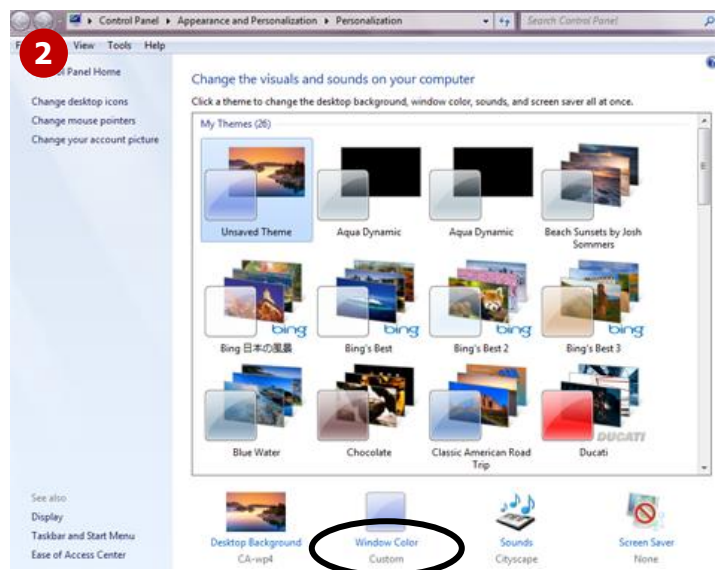 Control Panel ▸ Appearance and Personalization ▸ Personalization
Search Control Panel
2
View Tools Help
Panel Home
Change desktop icons
Change mouse pointers
Change your account picture
Change the visuals and sounds on your computer
Click a theme to change the desktop background, window color, sounds, and screen saver all at once.
My Themes (26)
Unsaved Theme
Aqua Dynamic
Aqua Dynamic
Beach Sunsets by Josh
Sommers
bing
bing
bing
bing
Bing 日本の風景
Bing's Best
Bing's Best 2
Bing's Best 3
DUCATI
Blue Water
Chocolate
Classic American Road
Trip
Ducati
See also
Display
Taskbar and Start Menu
Ease of Access Center
Desktop Background
CA-wp4
Window Color
Custom
Sounds
Cityscape
Screen Saver
None